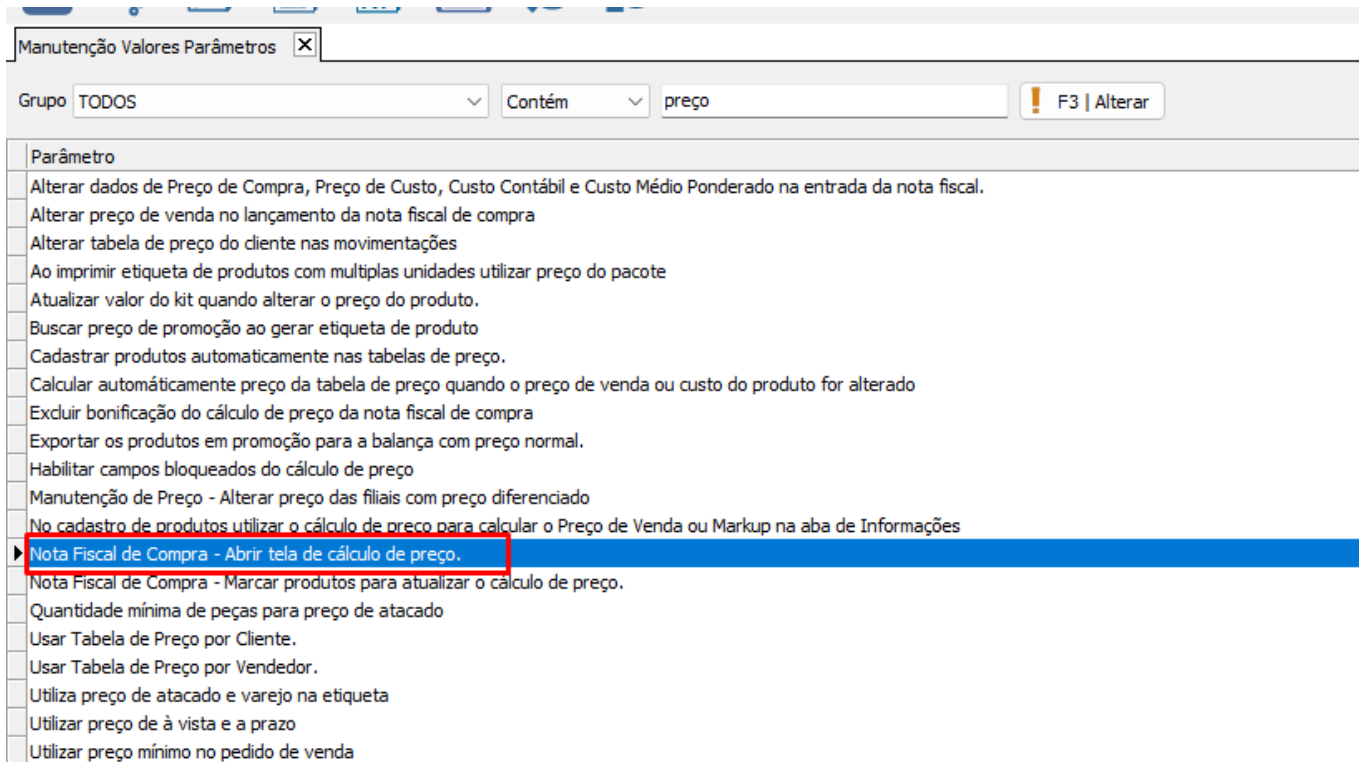 Manutenção Valores Parâmetros
Grupo TODOS Contém preço F3 | Alterar
Parâmetro
Alterar dados de Preço de Compra, Preço de Custo, Custo Contábil e Custo Médio Ponderado na entrada da nota fiscal.
Alterar preço de venda no lançamento da nota fiscal de compra
Alterar tabela de preço do cliente nas movimentações
Ao imprimir etiqueta de produtos com multiplas unidades utilizar preço do pacote
Atualizar valor do kit quando alterar o preço do produto.
Buscar preço de promoção ao gerar etiqueta de produto
Cadastrar produtos automaticamente nas tabelas de preço.
Calcular automáticamente preço da tabela de preço quando o preço de venda ou custo do produto for alterado
Excluir bonificação do cálculo de preço da nota fiscal de compra
Exportar os produtos em promoção para a balança com preço normal.
Habilitar campos bloqueados do cálculo de preço
Manutenção de Preço - Alterar preço das filiais com preço diferenciado
No cadastro de produtos utilizar o cálculo de preço para calcular o Preço de Venda ou Markup na aba de Informações
Nota Fiscal de Compra - Abrir tela de cálculo de preço.
Nota Fiscal de Compra - Marcar produtos para atualizar o cálculo de preço.
Quantidade mínima de peças para preço de atacado
Usar Tabela de Preço por Cliente.
Usar Tabela de Preço por Vendedor.
Utiliza preço de atacado e varejo na etiqueta
Utilizar preço de à vista e a prazo
Utilizar preço mínimo no pedido de venda